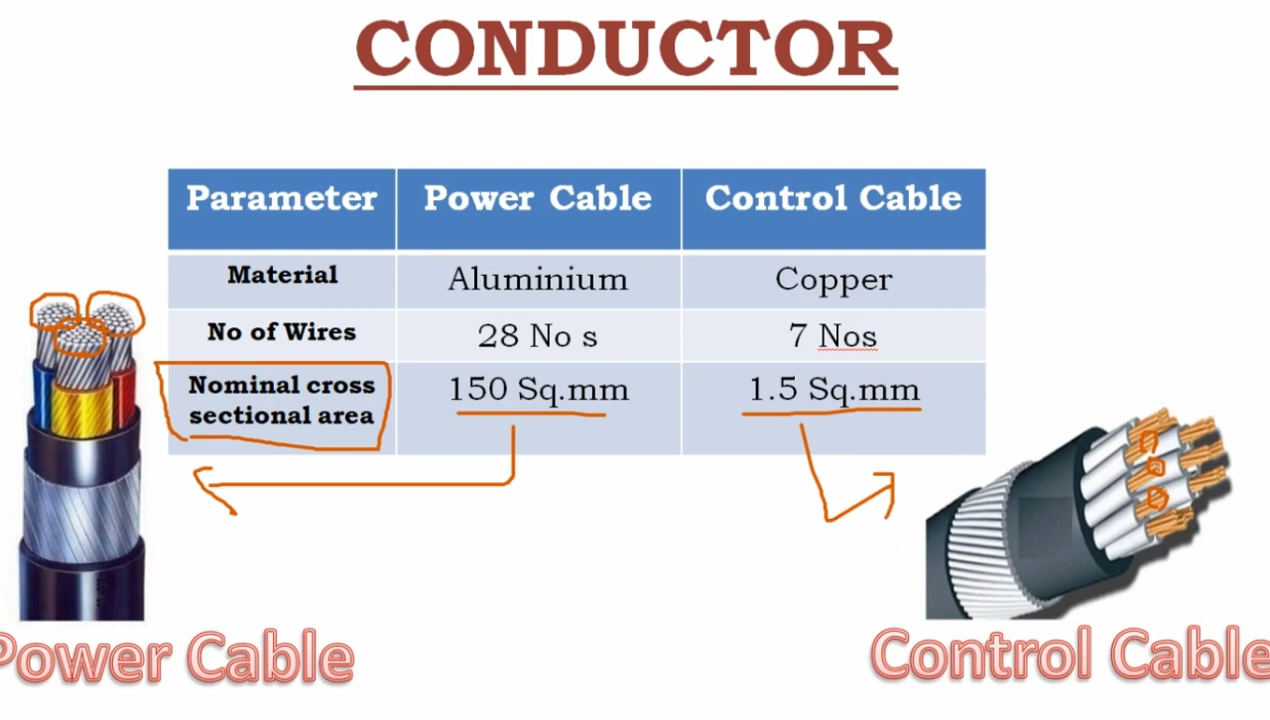 CONDUCTOR
Parameter Power Cable Control Cable
Material Aluminium Copper
No of Wires 28 No s 7 Nos
Nominal cross 150 Sq.mm 1.5 Sq.mm
sectional area
Power Cable
Control Cable